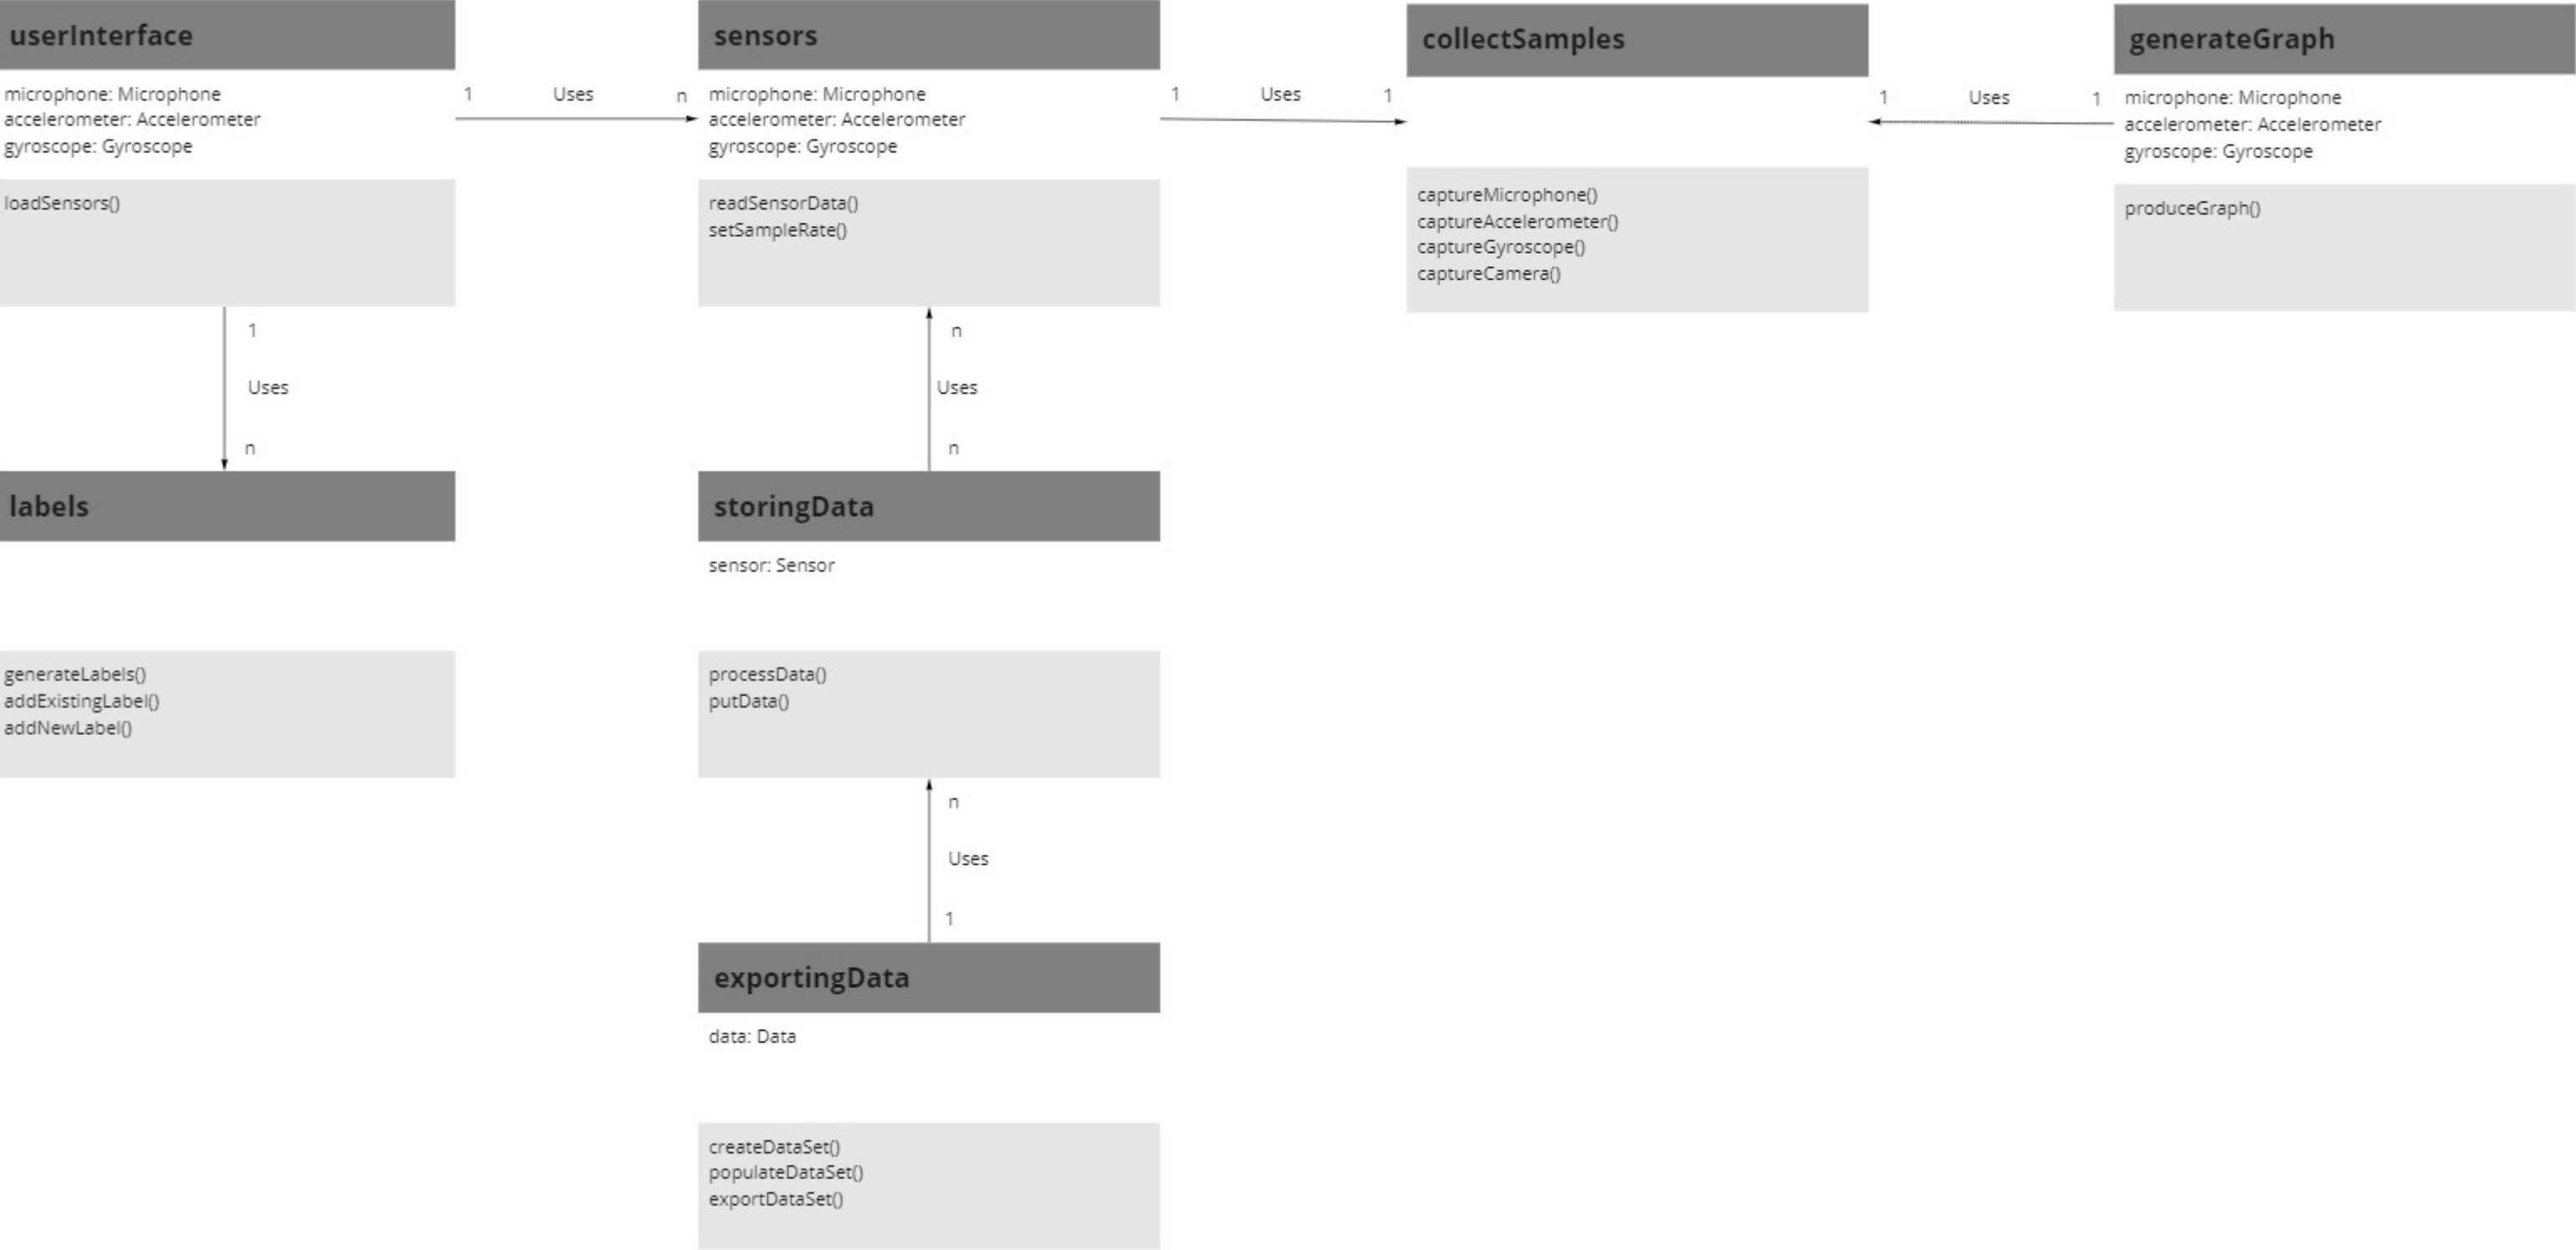 userInterface
microphone: Microphone
accelerometer: Accelerometer
gyroscope: Gyroscope
loadSensors()
1
Uses
n
sensors
microphone: Microphone
accelerometer: Accelerometer
gyroscope: Gyroscope
readSensorData()
setSampleRate()
1
Uses
1
collectSamples
captureMicrophone()
captureAccelerometer()
captureGyroscope()
captureCamera()
1
Uses
1
generateGraph
microphone: Microphone
accelerometer: Accelerometer
gyroscope: Gyroscope
produceGraph()
1
Uses
n
n
Uses
n
labels
generateLabels()
addExistingLabel()
addNewLabel()
storingData
sensor: Sensor
processData()
putData()
n
Uses
1
exportingData
data: Data
createDataSet()
populateDataSet()
exportDataSet()